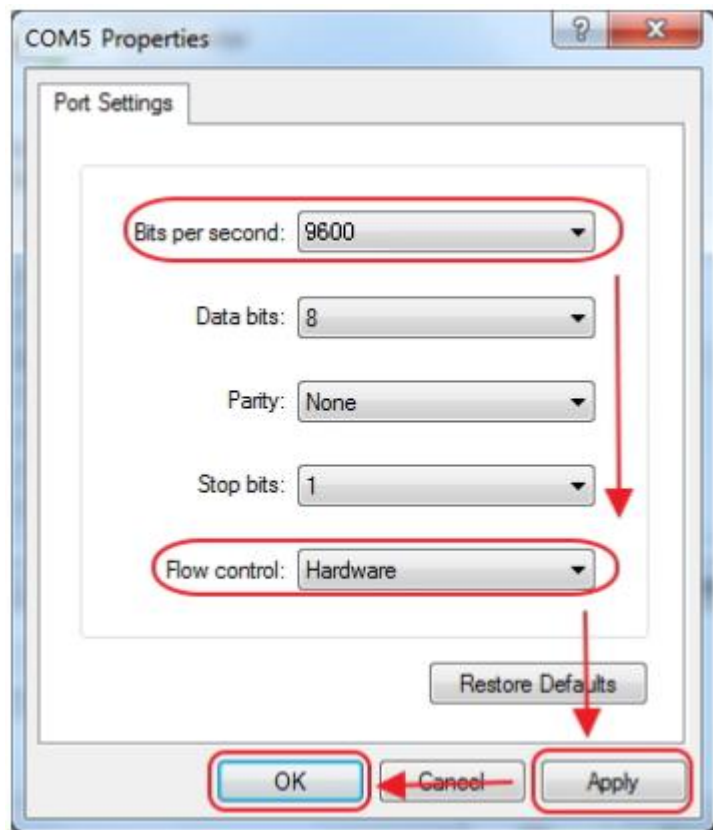 COM5 Properties
Port Settings
Bits per second: 9600
Data bits: 8
Parity: None
Stop bits: 1
Flow control: Hardware
Restore Defaults
OK Cancel Apply